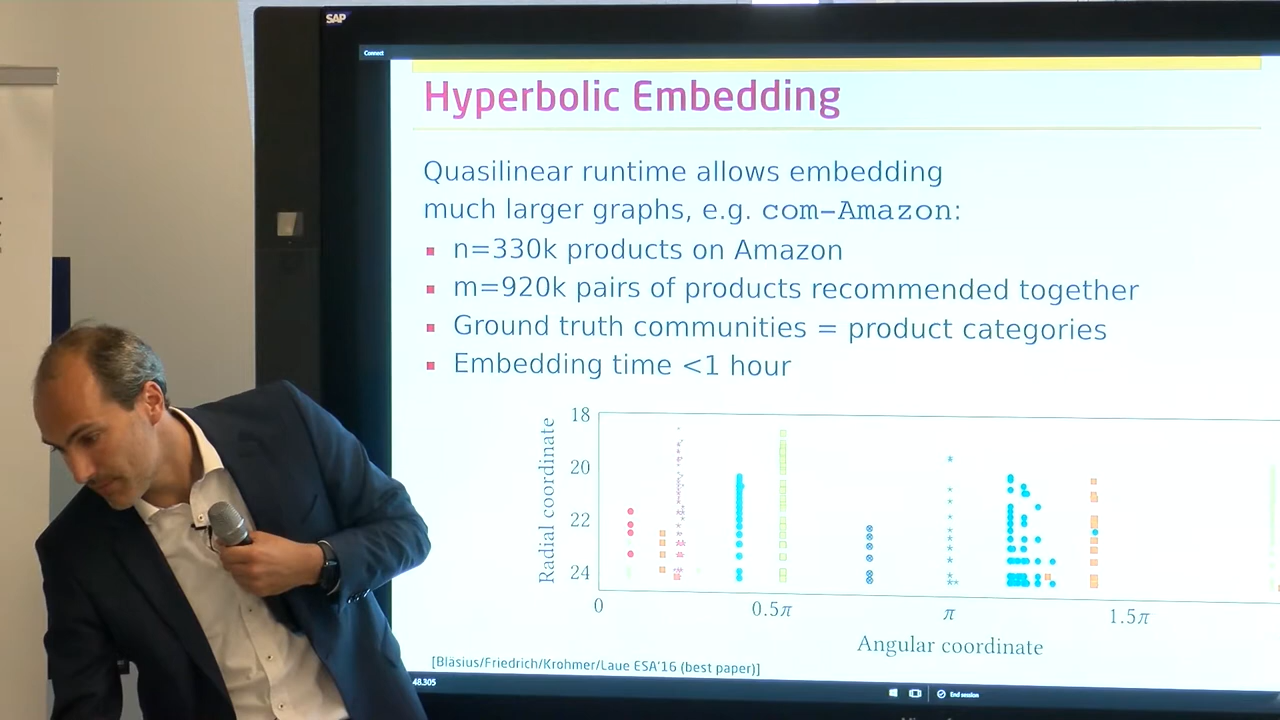 SAP
Connect
Hyperbolic Embedding
Quasilinear runtime allows embedding
much larger graphs, e.g. com-Amazon:
n=330k products on Amazon
m=920k pairs of products recommended together
Ground truth communities = product categories
Embedding time <1 hour
Radial coordinate
18
20
22
24
0
0.5π
π
1.5π
Angular coordinate
[Bläsius/Friedrich/Krohmer/Laue ESA'16 (best paper)]
48.305
End session